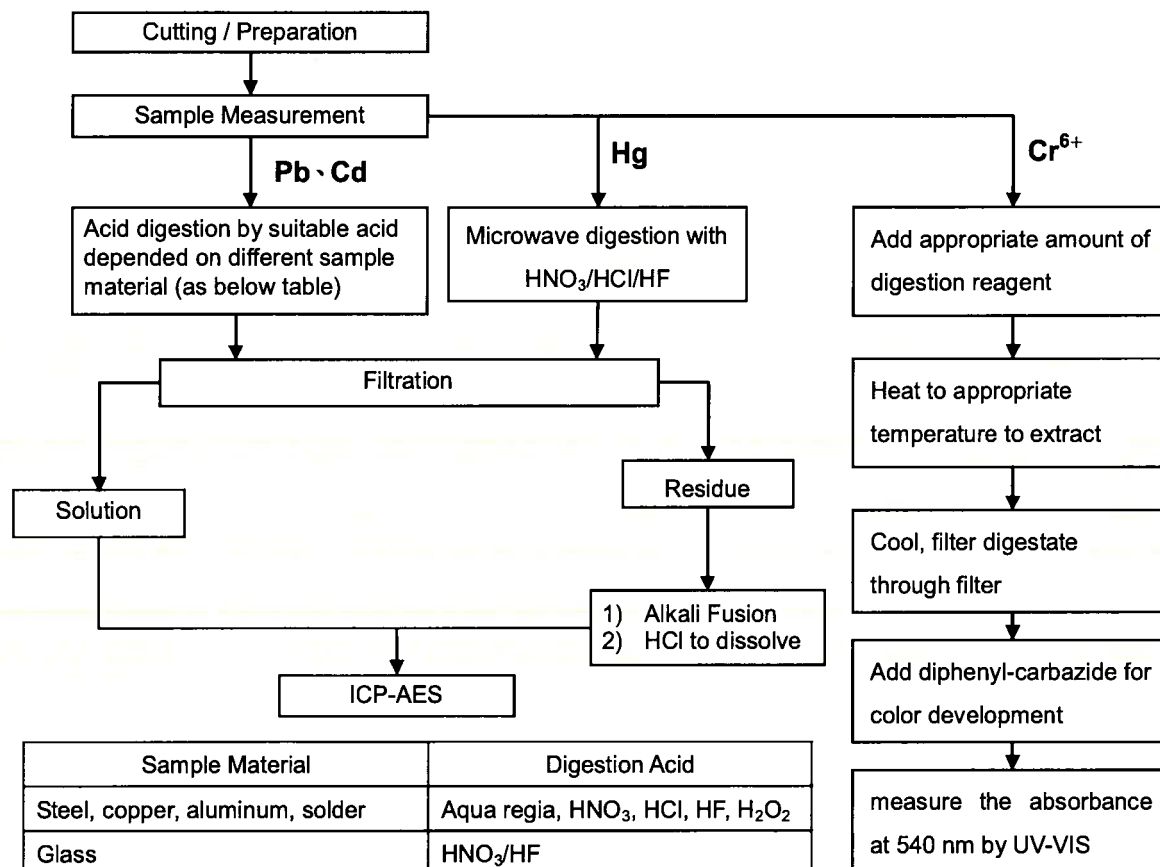 Cutting / Preparation
Sample Measurement
Pb、Cd
Hg
Cr⁶⁺
Acid digestion by suitable acid
depended on different sample
material (as below table)
Microwave digestion with
HNO₃/HCl/HF
Add appropriate amount of
digestion reagent
Filtration
Heat to appropriate
temperature to extract
Solution
Residue
Cool, filter digestate
through filter
1) Alkali Fusion
2) HCl to dissolve
ICP-AES
Add diphenyl-carbazide for
color development
measure the absorbance
at 540 nm by UV-VIS
Sample Material Digestion Acid
Steel, copper, aluminum, solder Aqua regia, HNO₃, HCl, HF, H₂O₂
Glass HNO₃/HF